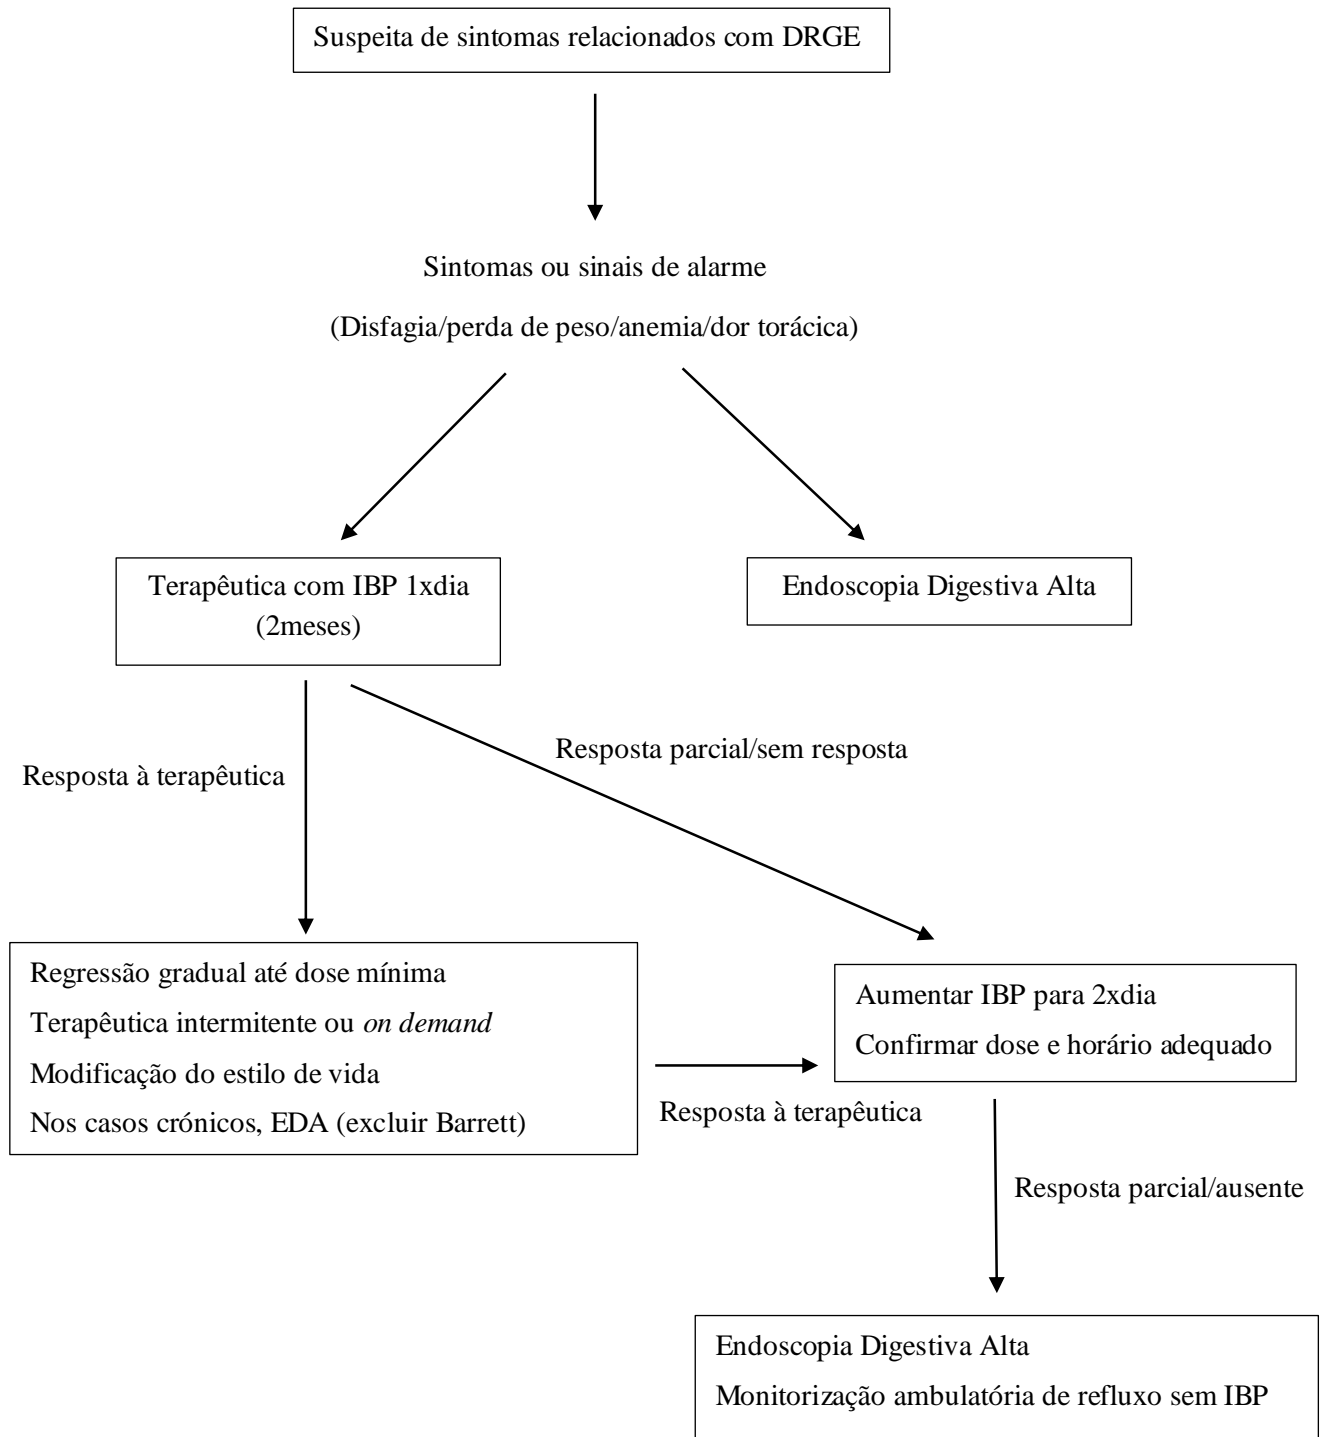 Suspeita de sintomas relacionados com DRGE
Sintomas ou sinais de alarme
(Disfagia/perda de peso/anemia/dor torácica)
Terapêutica com IBP 1xdia
(2meses)
Endoscopia Digestiva Alta
Resposta à terapêutica
Resposta parcial/sem resposta
Regressão gradual até dose mínima
Terapêutica intermitente ou on demand
Modificação do estilo de vida
Nos casos crónicos, EDA (excluir Barrett)
Aumentar IBP para 2xdia
Confirmar dose e horário adequado
Resposta à terapêutica
Resposta parcial/ausente
Endoscopia Digestiva Alta
Monitorização ambulatória de refluxo sem IBP